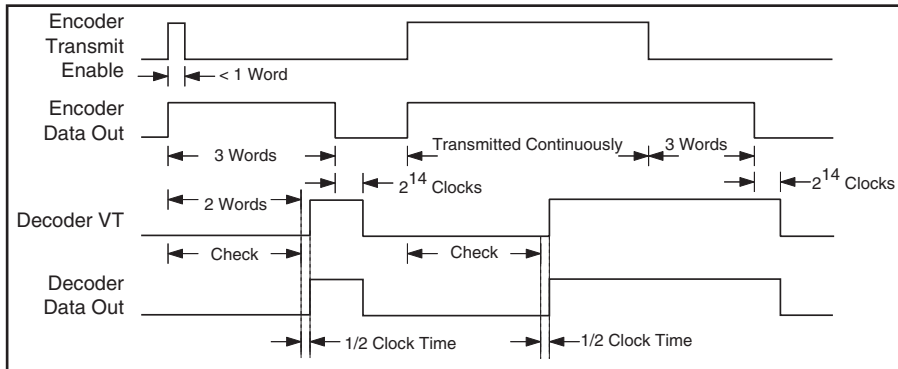 Encoder
Transmit
Enable
< 1 Word
Encoder
Data Out
3 Words
Transmitted Continuously
3 Words
2^14 Clocks
2^14 Clocks
2 Words
Decoder VT
Check
Check
Decoder
Data Out
1/2 Clock Time
1/2 Clock Time